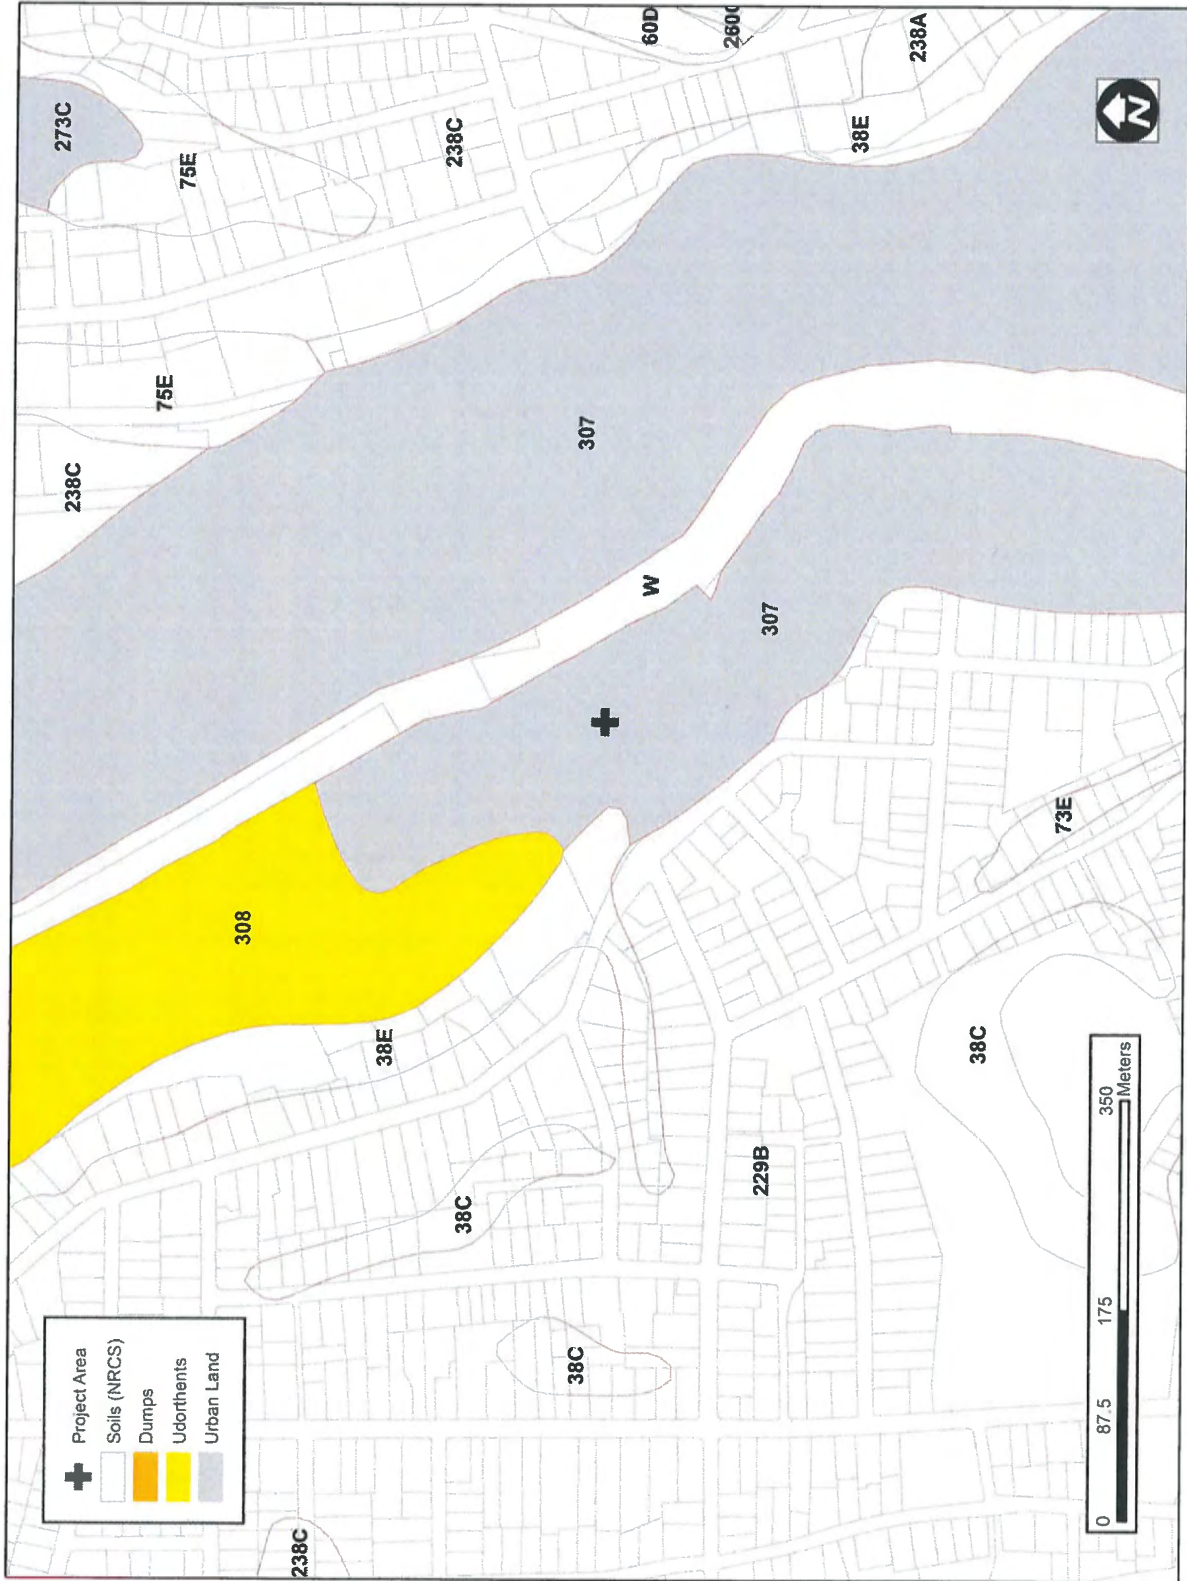 Project Area
Soils (NRCS)
Dumps
Udorthents
Urban Land
238C
38C
38C
38E
308
238C
75E
75E
273C
238C
307
W
307
229B
38C
73E
60D
260C
238A
38E
0 87.5 175 350
Meters
N